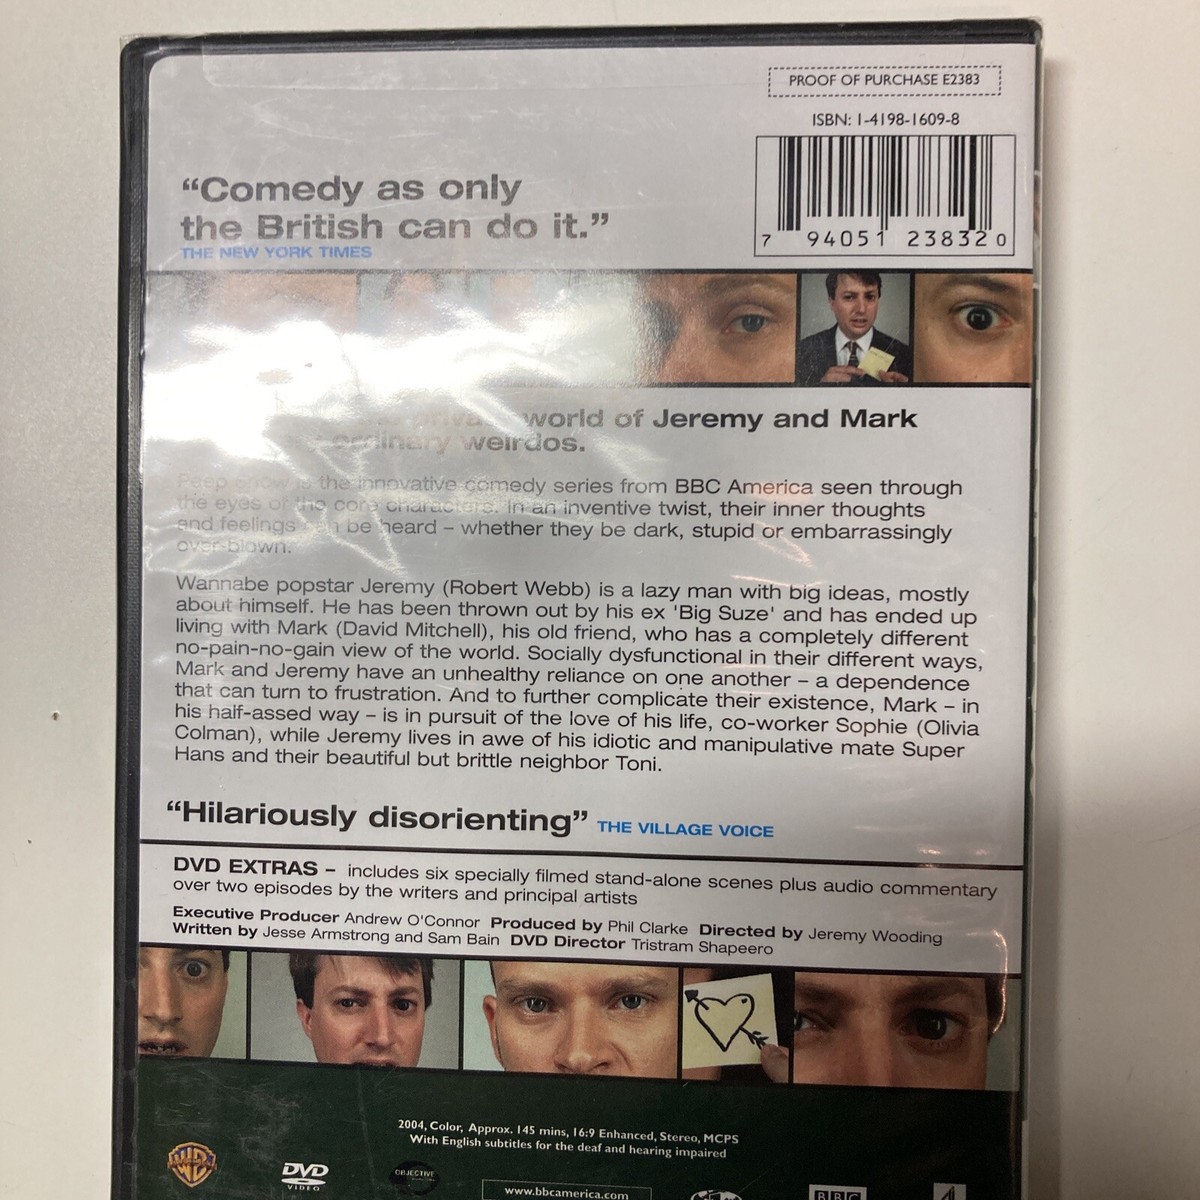 PROOF OF PURCHASE E2383
ISBN: 1-4198-1609-8
7 94051 23832 0
“Comedy as only
the British can do it.”
THE NEW YORK TIMES
private world of Jeremy and Mark
ordinary weirdos.
Peep Show is the innovative comedy series from BBC America seen through
the eyes of the core characters. In an inventive twist, their inner thoughts
and feelings can be heard – whether they be dark, stupid or embarrassingly
over-blown.
Wannabe popstar Jeremy (Robert Webb) is a lazy man with big ideas, mostly
about himself. He has been thrown out by his ex 'Big Suze' and has ended up
living with Mark (David Mitchell), his old friend, who has a completely different
no-pain-no-gain view of the world. Socially dysfunctional in their different ways,
Mark and Jeremy have an unhealthy reliance on one another – a dependence
that can turn to frustration. And to further complicate their existence, Mark – in
his half-assed way – is in pursuit of the love of his life, co-worker Sophie (Olivia
Colman), while Jeremy lives in awe of his idiotic and manipulative mate Super
Hans and their beautiful but brittle neighbor Toni.
“Hilariously disorienting” THE VILLAGE VOICE
DVD EXTRAS – includes six specially filmed stand-alone scenes plus audio commentary
over two episodes by the writers and principal artists
Executive Producer Andrew O'Connor Produced by Phil Clarke Directed by Jeremy Wooding
Written by Jesse Armstrong and Sam Bain DVD Director Tristram Shapeero
2004, Color, Approx. 145 mins, 16:9 Enhanced, Stereo, MCPS
With English subtitles for the deaf and hearing impaired
WB
DVD
VIDEO
OBJECTIVE
www.bbcamerica.com
BBC
4